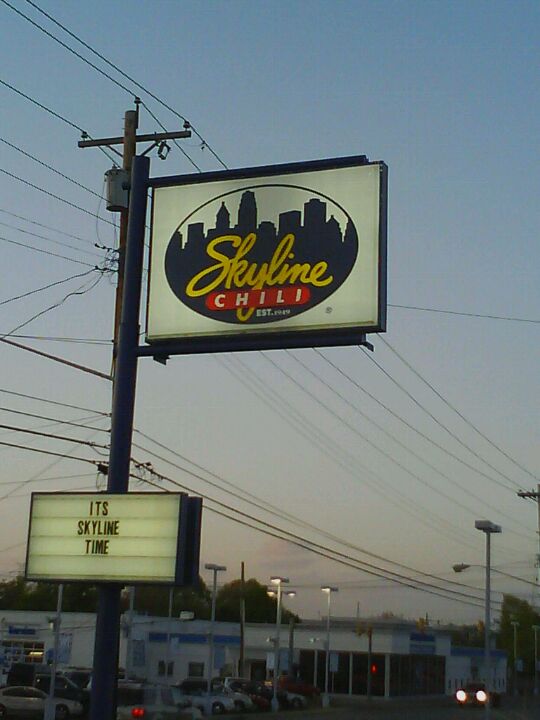 Skyline
CHILI
EST. 1949
®
ITS
SKYLINE
TIME